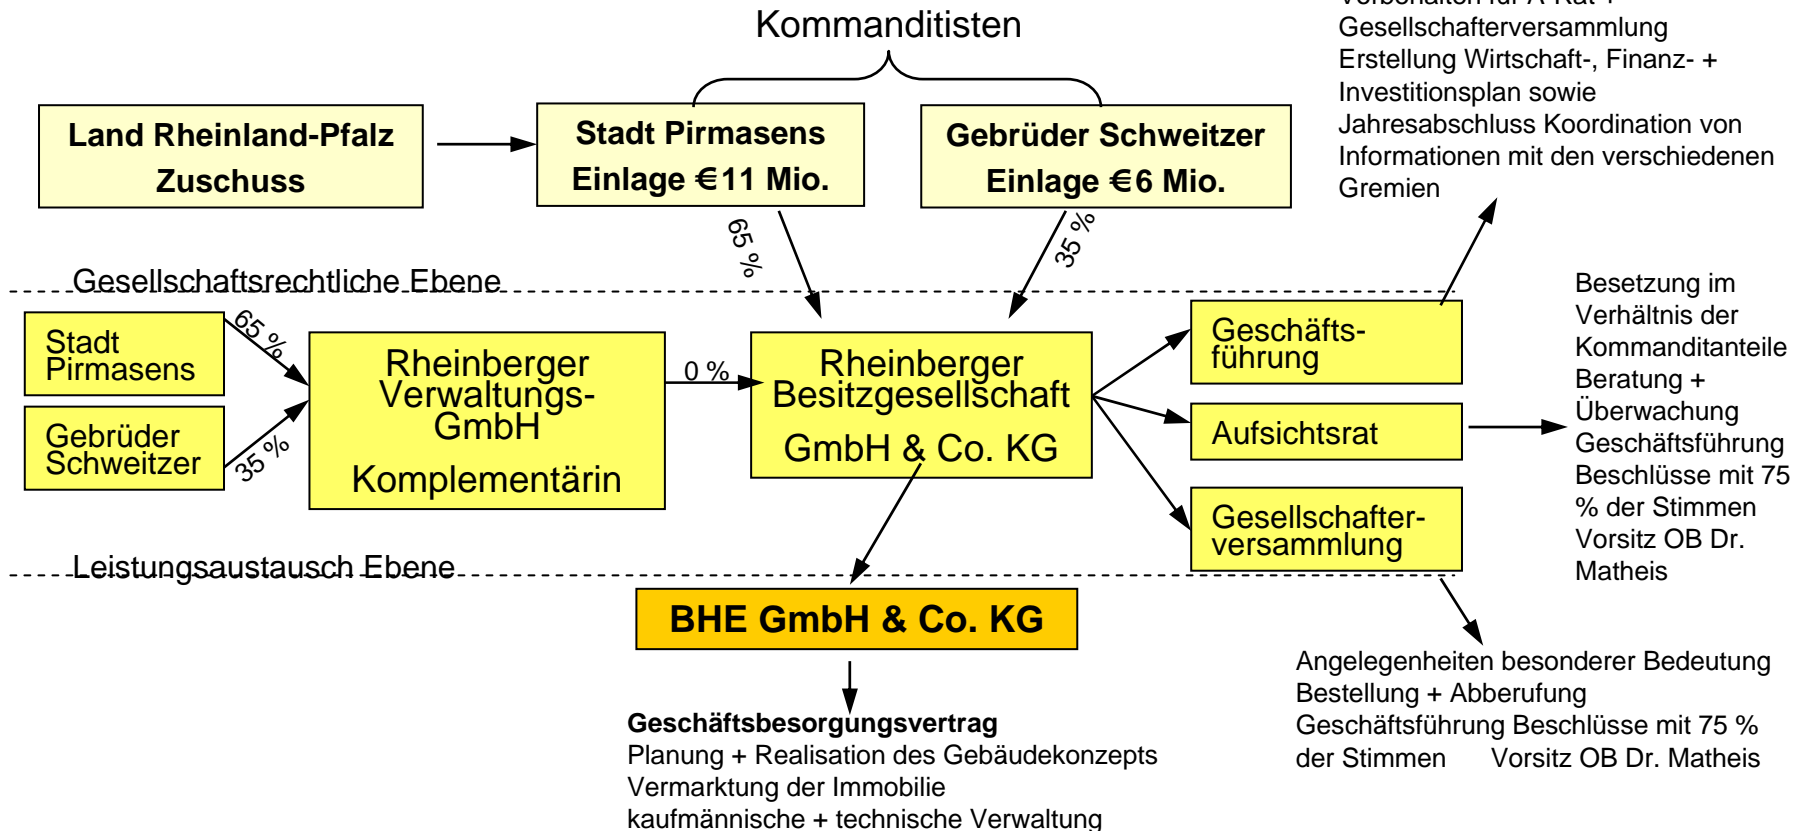 Kommanditisten
Vorbehalten für A-Rat +
Gesellschafterversammlung
Erstellung Wirtschaft-, Finanz- +
Investitionsplan sowie
Jahresabschluss Koordination von
Informationen mit den verschiedenen
Gremien
Land Rheinland-Pfalz
Zuschuss
Stadt Pirmasens
Einlage €11 Mio.
Gebrüder Schweitzer
Einlage €6 Mio.
65 %
35 %
Gesellschaftsrechtliche Ebene
Stadt
Pirmasens
Gebrüder
Schweitzer
65 %
35 %
Rheinberger
Verwaltungs-
GmbH
Komplementärin
0 %
Rheinberger
Besitzgesellschaft
GmbH & Co. KG
Geschäfts-
führung
Aufsichtsrat
Gesellschafter-
versammlung
Besetzung im
Verhältnis der
Kommanditanteile
Beratung +
Überwachung
Geschäftsführung
Beschlüsse mit 75
% der Stimmen
Vorsitz OB Dr.
Matheis
Leistungsaustausch Ebene
BHE GmbH & Co. KG
Geschäftsbesorgungsvertrag
Planung + Realisation des Gebäudekonzepts
Vermarktung der Immobilie
kaufmännische + technische Verwaltung
Angelegenheiten besonderer Bedeutung
Bestellung + Abberufung
Geschäftsführung Beschlüsse mit 75 %
der Stimmen Vorsitz OB Dr. Matheis